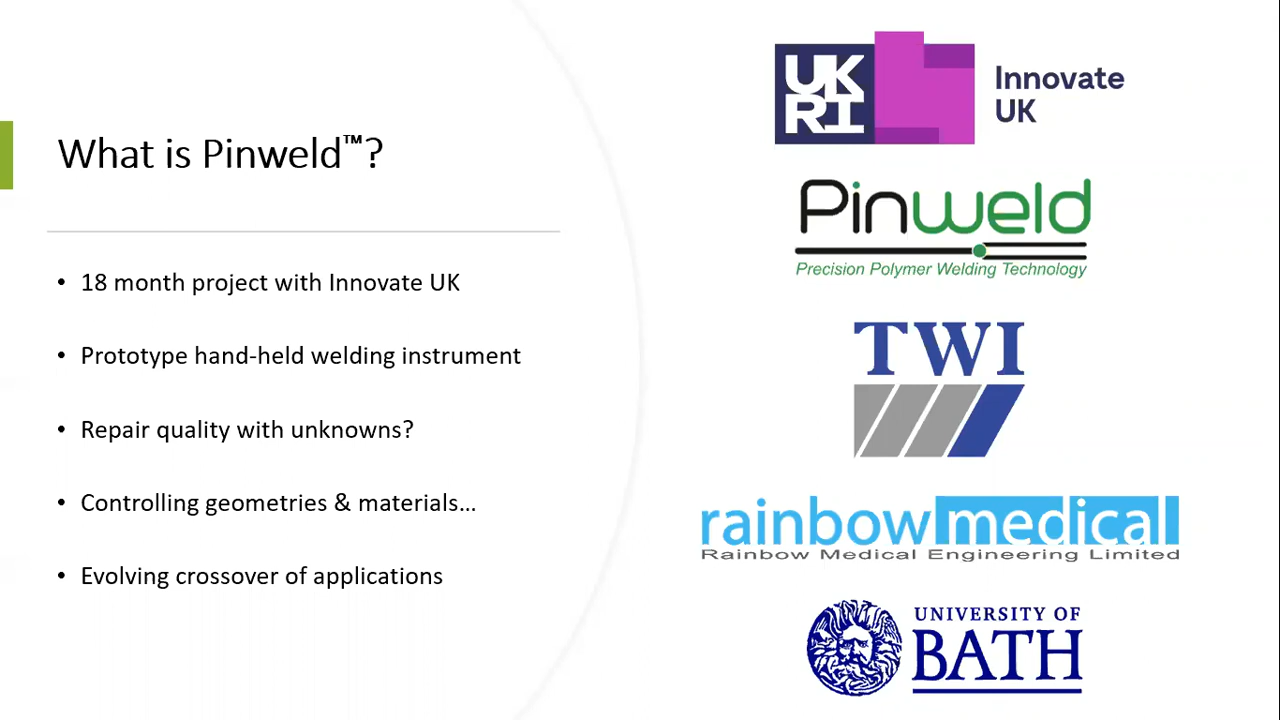 What is Pinweld™?
• 18 month project with Innovate UK
• Prototype hand-held welding instrument
• Repair quality with unknowns?
• Controlling geometries & materials...
• Evolving crossover of applications
UK
RI
Innovate
UK
Pinweld
Precision Polymer Welding Technology
TWI
rainbowmedical
Rainbow Medical Engineering Limited
UNIVERSITY OF
BATH